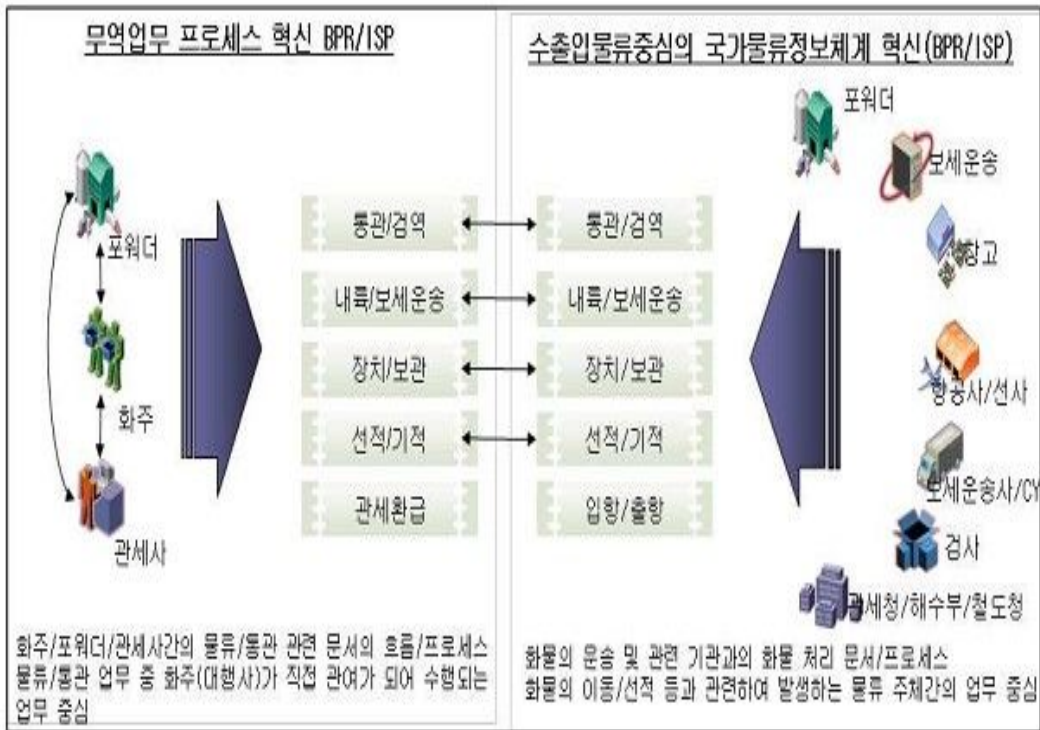 무역업무 프로세스 혁신 BPR/ISP
포워더
화주
관세사
통관/검역
내륙/보세운송
장치/보관
선적/기적
관세환급
화주/포워더/관세사간의 물류/통관 관련 문서의 흐름/프로세스
물류/통관 업무 중 화주(대행사)가 직접 관여가 되어 수행되는
업무 중심
수출입물류중심의 국가물류정보체계 혁신(BPR/ISP)
포워더
보세운송
창고
항공사/선사
보세운송사/CY
검사
관세청/해수부/철도청
통관/검역
내륙/보세운송
장치/보관
선적/기적
입항/출항
화물의 운송 및 관련 기관과의 화물 처리 문서/프로세스
화물의 이동/선적 등과 관련하여 발생하는 물류 주체간의 업무 중심